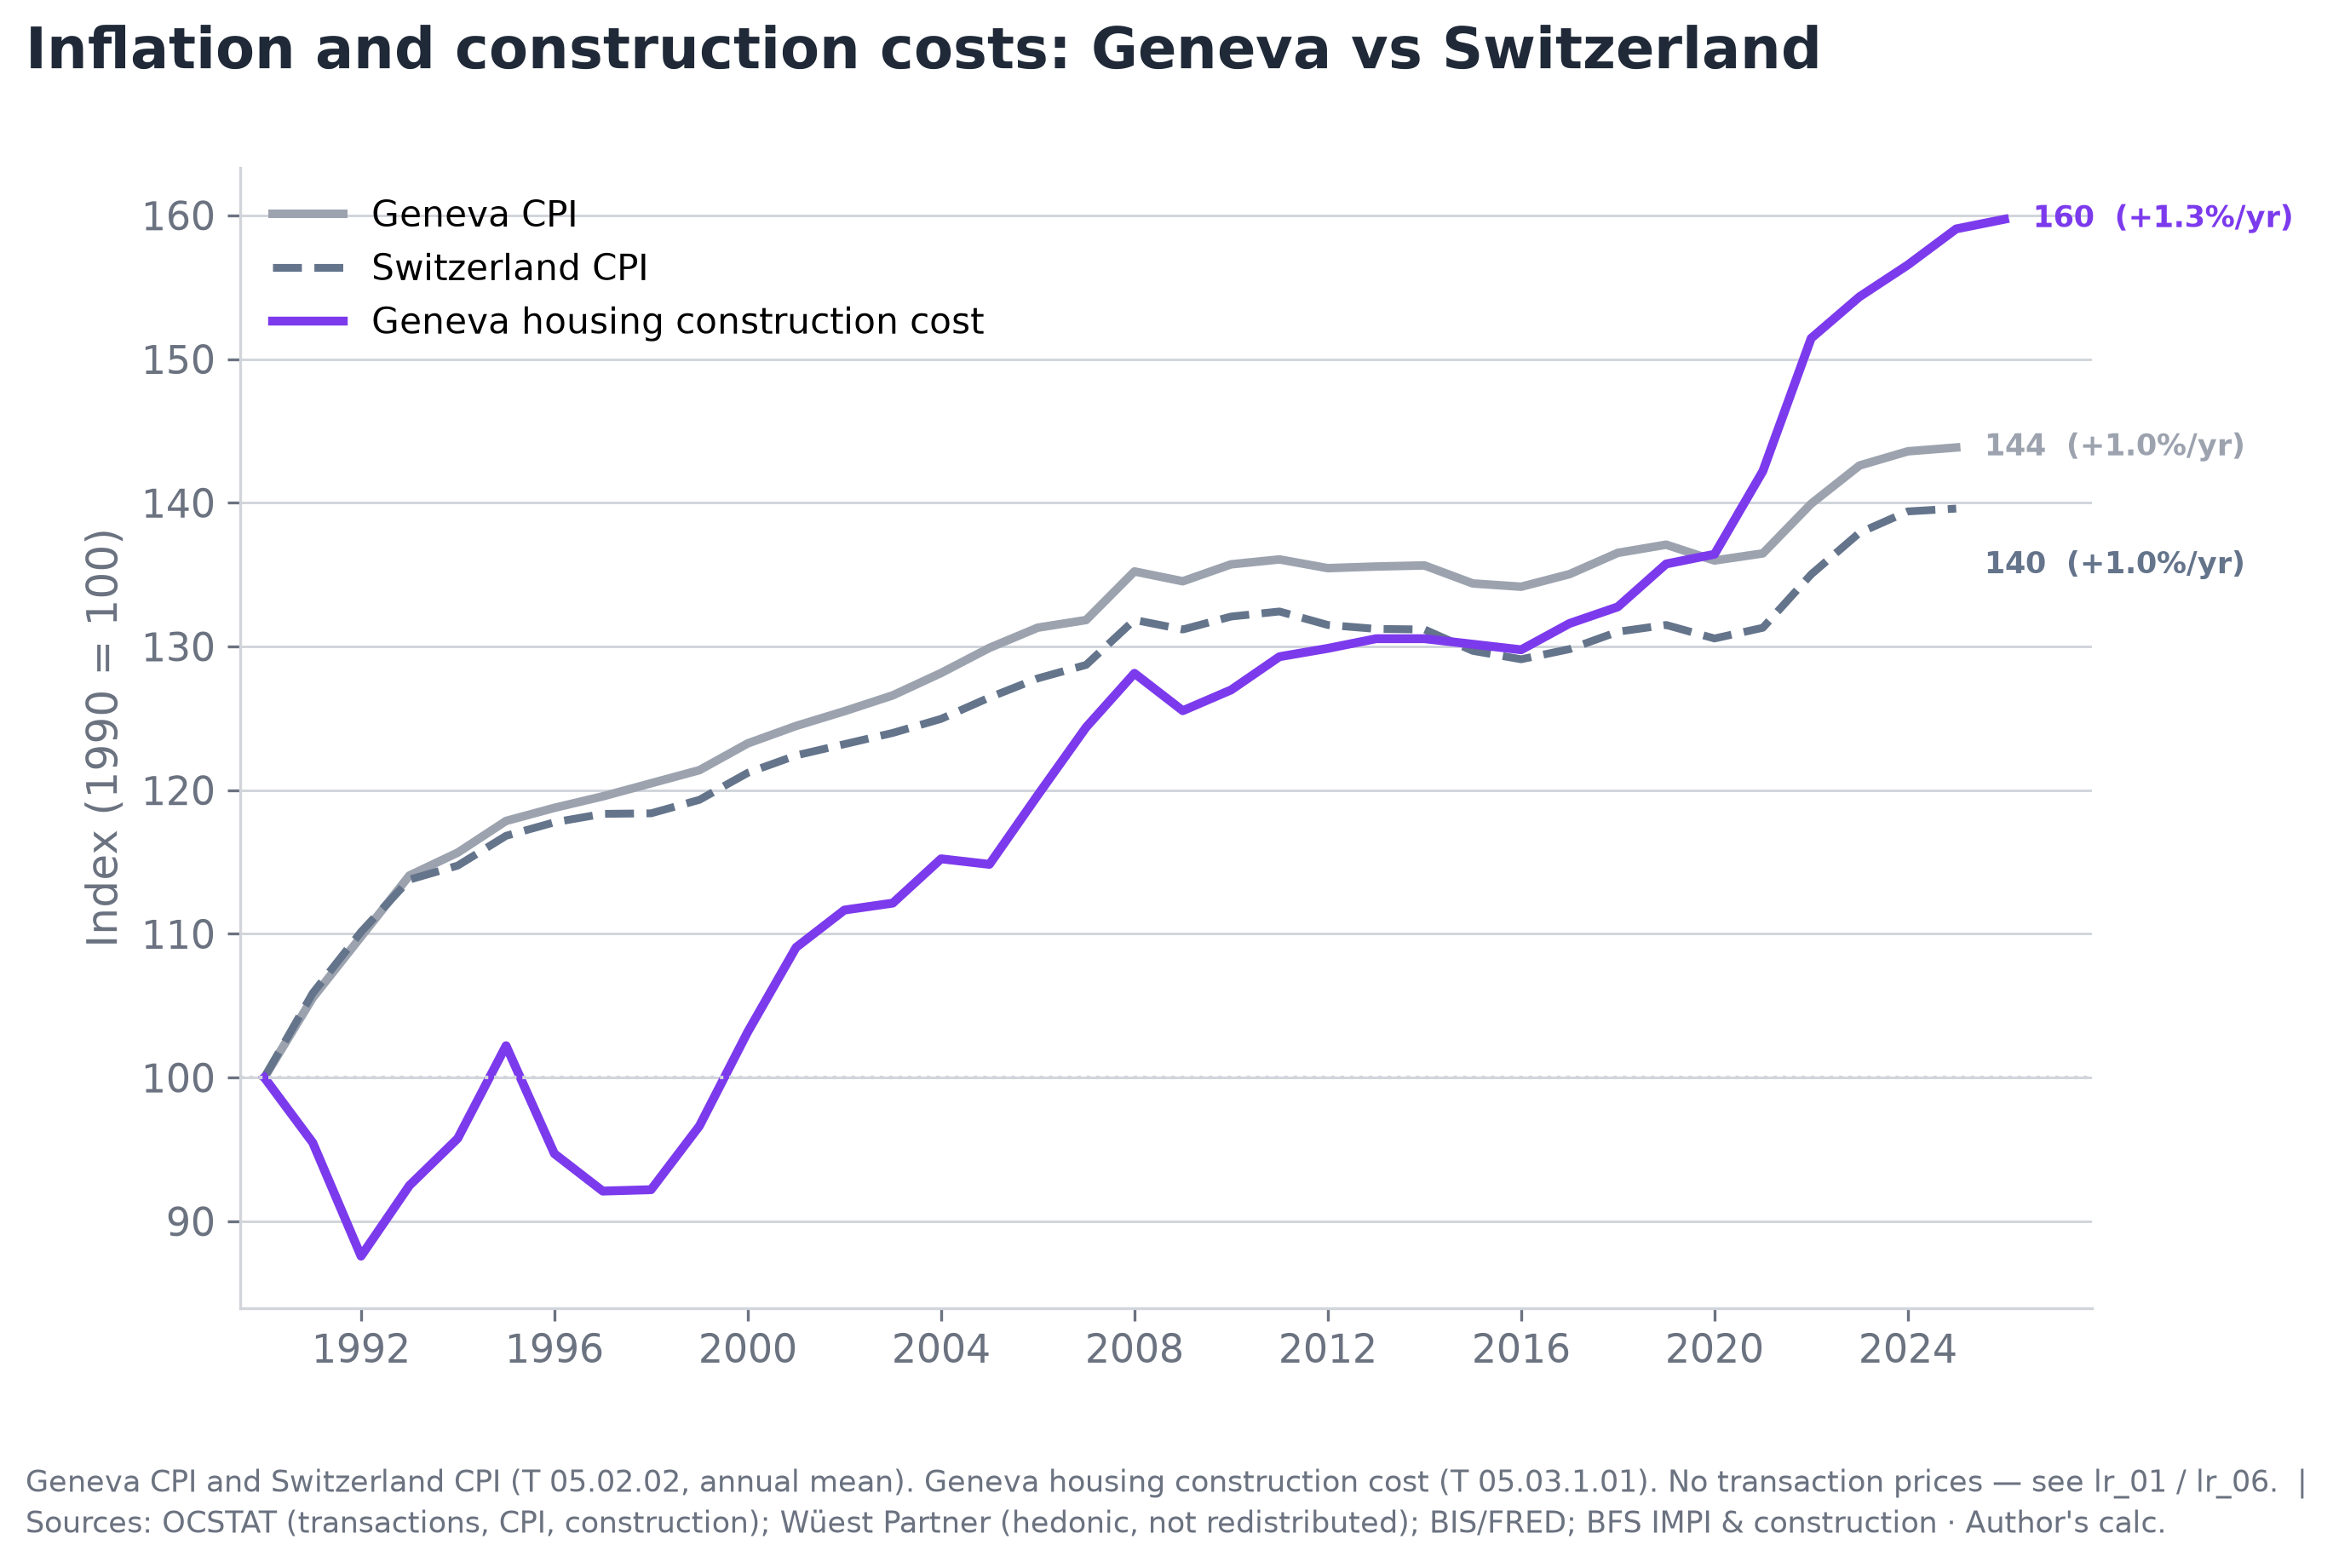 Inflation and construction costs: Geneva vs Switzerland
Geneva CPI
Switzerland CPI
Geneva housing construction cost
Index (1990 = 100)
160
150
140
130
120
110
100
90
160 (+1.3%/yr)
144 (+1.0%/yr)
140 (+1.0%/yr)
1992 1996 2000 2004 2008 2012 2016 2020 2024
Geneva CPI and Switzerland CPI (T 05.02.02, annual mean). Geneva housing construction cost (T 05.03.1.01). No transaction prices — see lr_01 / lr_06. |
Sources: OCSTAT (transactions, CPI, construction); Wüest Partner (hedonic, not redistributed); BIS/FRED; BFS IMPI & construction · Author's calc.